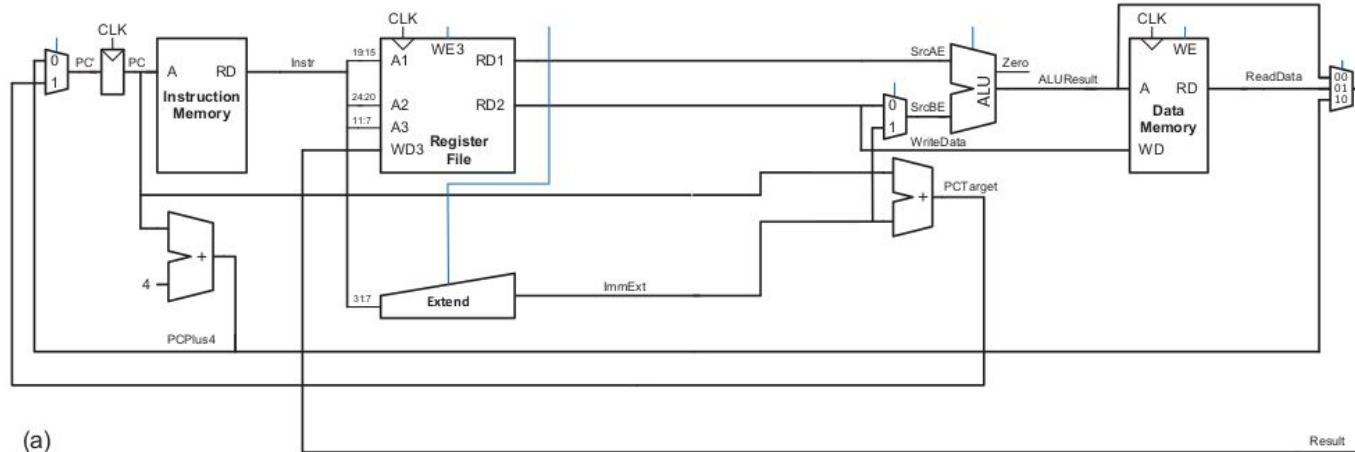 CLK
CLK
CLK
0
1
PC'
PC
A
RD
Instruction
Memory
Instr
19:15
24:20
11:7
31:7
A1
A2
A3
WD3
WE3
RD1
RD2
Register
File
SrcAE
0
1
SrcBE
Zero
ALU
ALUResult
WriteData
WE
A
RD
Data
Memory
WD
ReadData
00
01
10
+
PCTarget
+
4
PCPlus4
Extend
ImmExt
(a)
Result